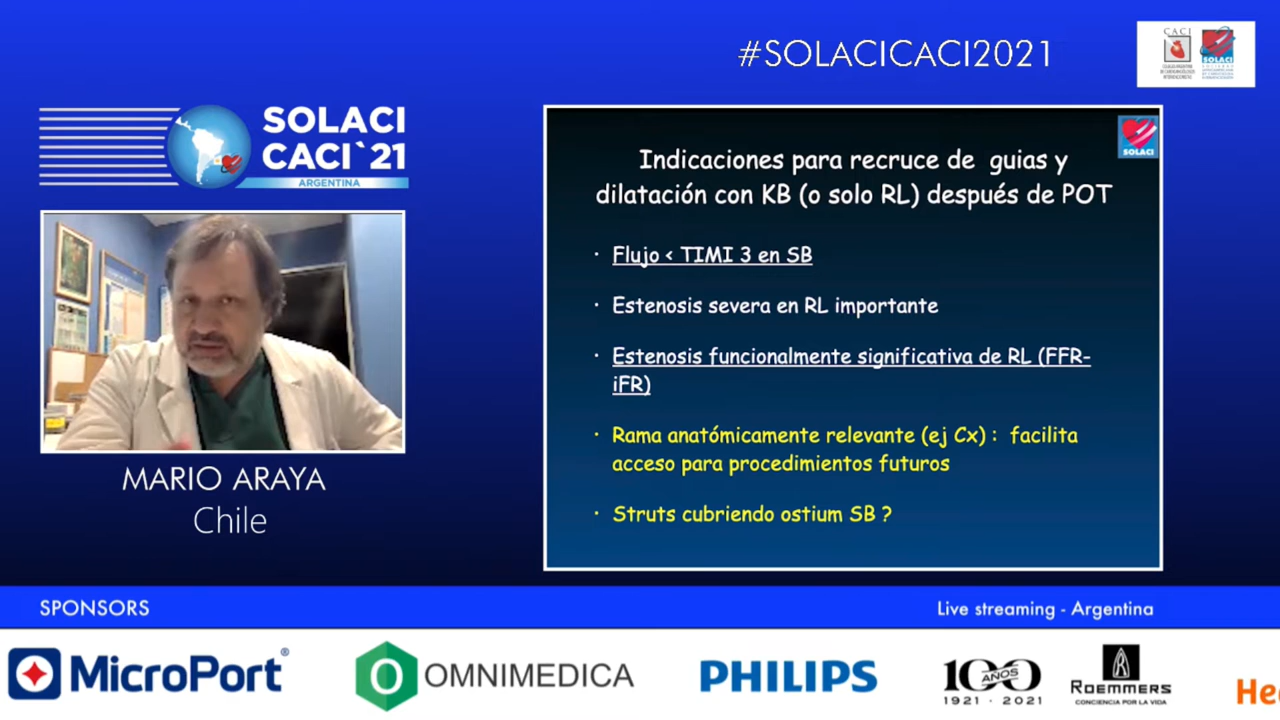 #SOLACICACI2021
CACI
SOLACI
SOLACI
CACI`21
ARGENTINA
MARIO ARAYA
Chile
SOLACI
Indicaciones para recruce de guias y
dilatación con KB (o solo RL) después de POT
· Flujo < TIMI 3 en SB
· Estenosis severa en RL importante
· Estenosis funcionalmente significativa de RL (FFR-
iFR)
· Rama anatómicamente relevante (ej Cx) : facilita
acceso para procedimientos futuros
· Struts cubriendo ostium SB ?
SPONSORS
Live streaming - Argentina
MicroPort®
OMNIMEDICA
PHILIPS
100 AÑOS
1921 · 2021
ROEMMERS
CONCIENCIA POR LA VIDA